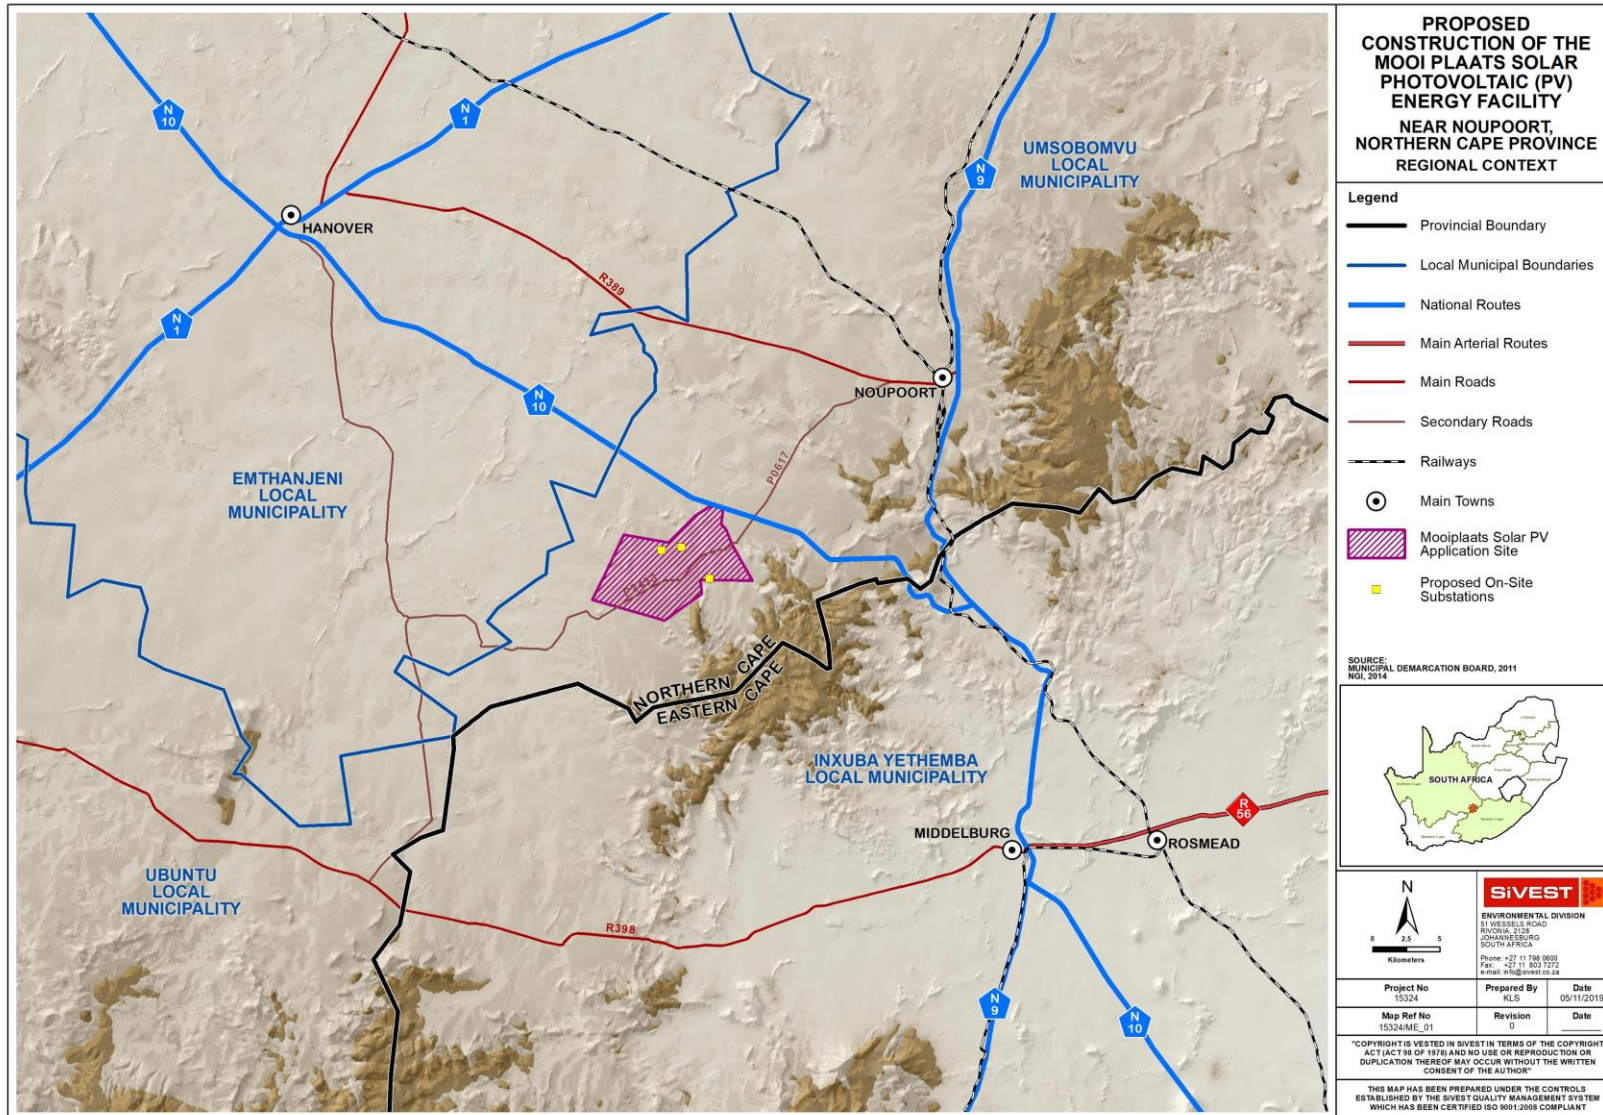 PROPOSED
CONSTRUCTION OF THE
MOOI PLAATS SOLAR
PHOTOVOLTAIC (PV)
ENERGY FACILITY
NEAR NOUPOORT,
NORTHERN CAPE PROVINCE
REGIONAL CONTEXT
Legend
Provincial Boundary
Local Municipal Boundaries
National Routes
Main Arterial Routes
Main Roads
Secondary Roads
Railways
Main Towns
Mooiplaats Solar PV
Application Site
Proposed On-Site
Substations
SOURCE:
MUNICIPAL DEMARCATION BOARD, 2011
NGI, 2014
SOUTH AFRICA
N
0 2.5 5
Kilometers
SiVEST
ENVIRONMENTAL DIVISION
51 WESSELS ROAD
RIVONIA, 2128
JOHANNESBURG
SOUTH AFRICA
Phone: +27 11 798 0600
Fax: +27 11 803 7272
e-mail: info@sivest.co.za
Project No
15324
Prepared By
KLS
Date
05/11/2019
Map Ref No
15324/ME_01
Revision
0
Date
"COPYRIGHT IS VESTED IN SIVEST IN TERMS OF THE COPYRIGHT
ACT (ACT 98 OF 1978) AND NO USE OR REPRODUCTION OR
DUPLICATION THEREOF MAY OCCUR WITHOUT THE WRITTEN
CONSENT OF THE AUTHOR"
THIS MAP HAS BEEN PREPARED UNDER THE CONTROLS
ESTABLISHED BY THE SIVEST QUALITY MANAGEMENT SYSTEM
WHICH HAS BEEN CERTIFIED ISO 9001:2008 COMPLIANT
N
10
N
1
UMSOBOMVU
LOCAL
MUNICIPALITY
N
9
HANOVER
R389
N
1
N
10
NOUPOORT
P0617
EMTHANJENI
LOCAL
MUNICIPALITY
NORTHERN CAPE
EASTERN CAPE
INXUBA YETHEMBA
LOCAL MUNICIPALITY
R
56
MIDDELBURG
ROSMEAD
UBUNTU
LOCAL
MUNICIPALITY
R398
N
9
N
10